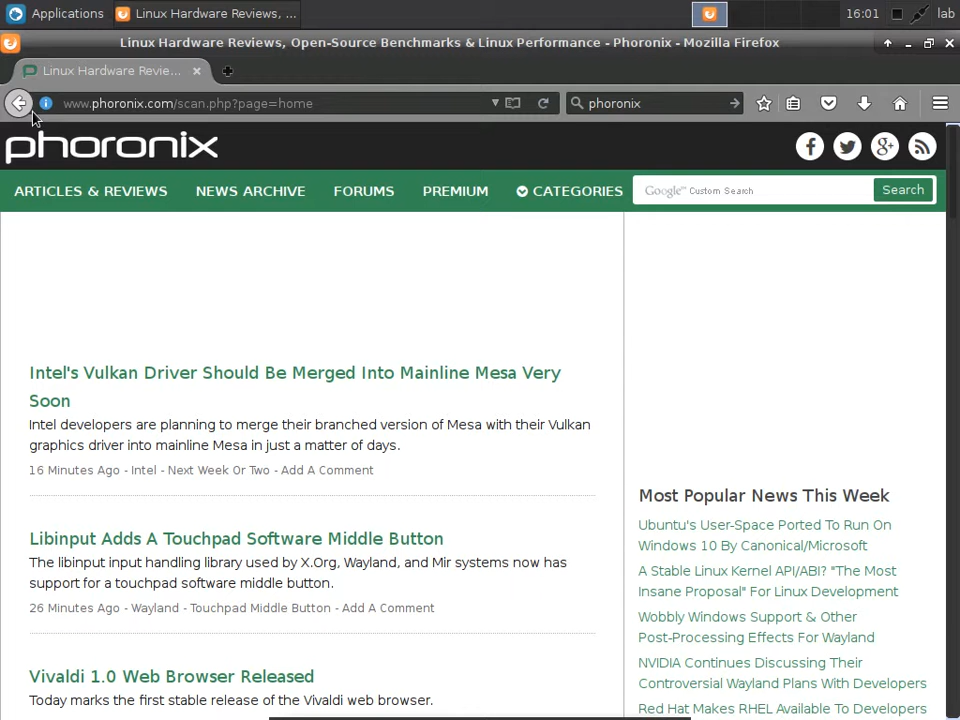 Applications
Linux Hardware Reviews, ...
16:01
lab
Linux Hardware Reviews, Open-Source Benchmarks & Linux Performance - Phoronix - Mozilla Firefox
Linux Hardware Revie...
www.phoronix.com/scan.php?page=home
phoronix
phoronix
ARTICLES & REVIEWS
NEWS ARCHIVE
FORUMS
PREMIUM
CATEGORIES
Google™ Custom Search
Search
Intel's Vulkan Driver Should Be Merged Into Mainline Mesa Very
Soon
Intel developers are planning to merge their branched version of Mesa with their Vulkan
graphics driver into mainline Mesa in just a matter of days.
16 Minutes Ago - Intel - Next Week Or Two - Add A Comment
Libinput Adds A Touchpad Software Middle Button
The libinput input handling library used by X.Org, Wayland, and Mir systems now has
support for a touchpad software middle button.
26 Minutes Ago - Wayland - Touchpad Middle Button - Add A Comment
Vivaldi 1.0 Web Browser Released
Today marks the first stable release of the Vivaldi web browser.
Most Popular News This Week
Ubuntu's User-Space Ported To Run On
Windows 10 By Canonical/Microsoft
A Stable Linux Kernel API/ABI? "The Most
Insane Proposal" For Linux Development
Wobbly Windows Support & Other
Post-Processing Effects For Wayland
NVIDIA Continues Discussing Their
Controversial Wayland Plans With Developers
Red Hat Makes RHEL Available To Developers